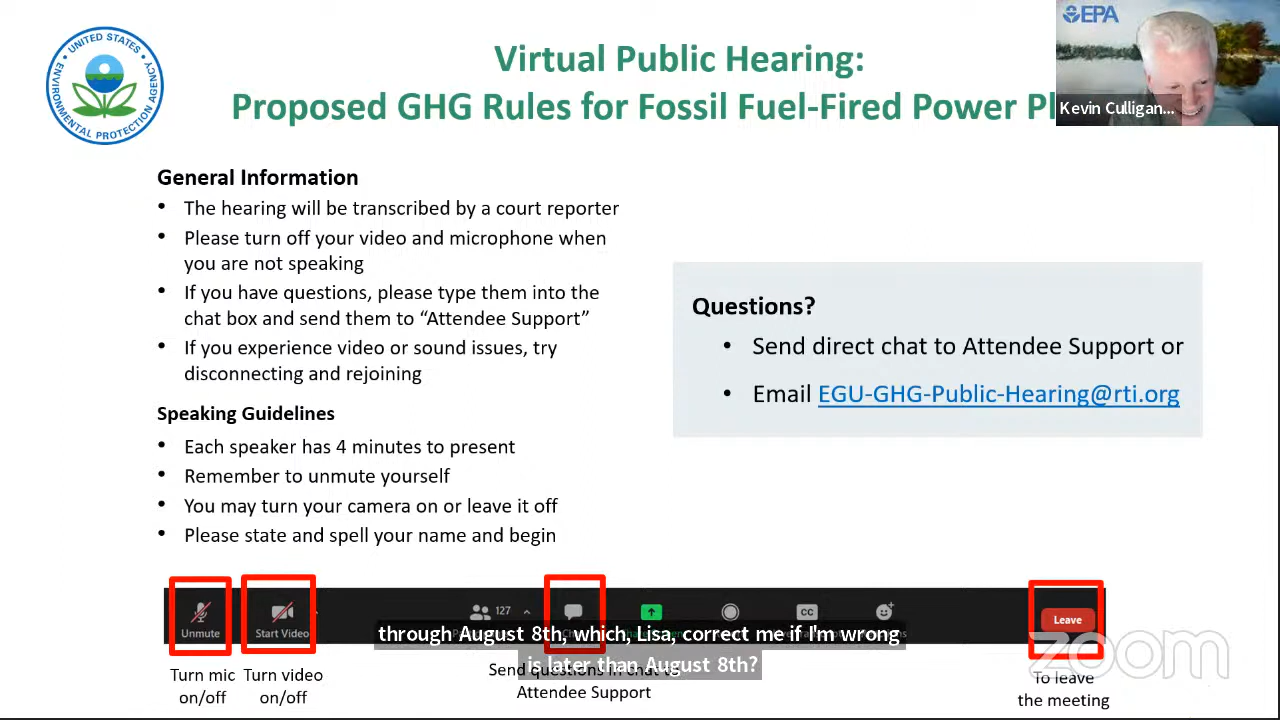 UNITED STATES
ENVIRONMENTAL PROTECTION AGENCY
Virtual Public Hearing:
Proposed GHG Rules for Fossil Fuel-Fired Power Pl
EPA
Kevin Culligan...
General Information
• The hearing will be transcribed by a court reporter
• Please turn off your video and microphone when
you are not speaking
• If you have questions, please type them into the
chat box and send them to “Attendee Support”
• If you experience video or sound issues, try
disconnecting and rejoining
Speaking Guidelines
• Each speaker has 4 minutes to present
• Remember to unmute yourself
• You may turn your camera on or leave it off
• Please state and spell your name and begin
Questions?
• Send direct chat to Attendee Support or
• Email EGU-GHG-Public-Hearing@rti.org
Unmute
Start Video
127
CC
Leave
through August 8th, which, Lisa, correct me if I'm wrong
is later than August 8th?
zoom
Turn mic
on/off
Turn video
on/off
Send questions in chat to
Attendee Support
To leave
the meeting